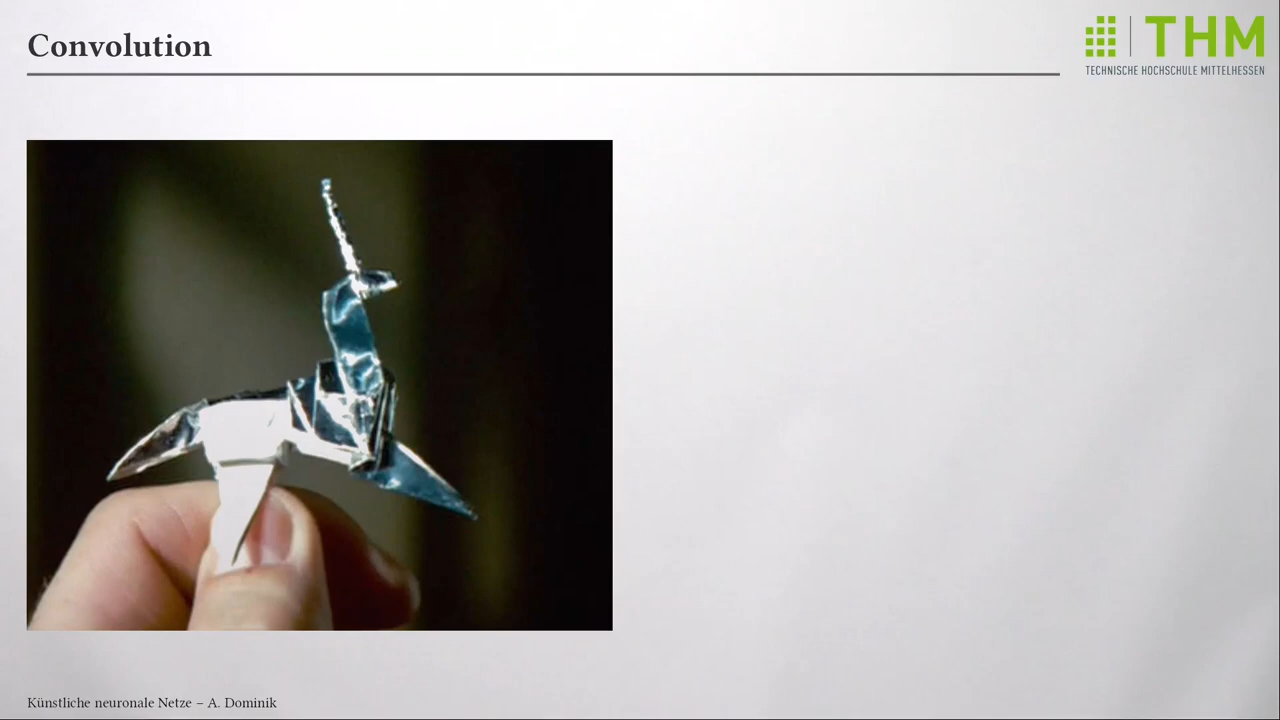 Convolution
THM
TECHNISCHE HOCHSCHULE MITTELHESSEN
Künstliche neuronale Netze – A. Dominik